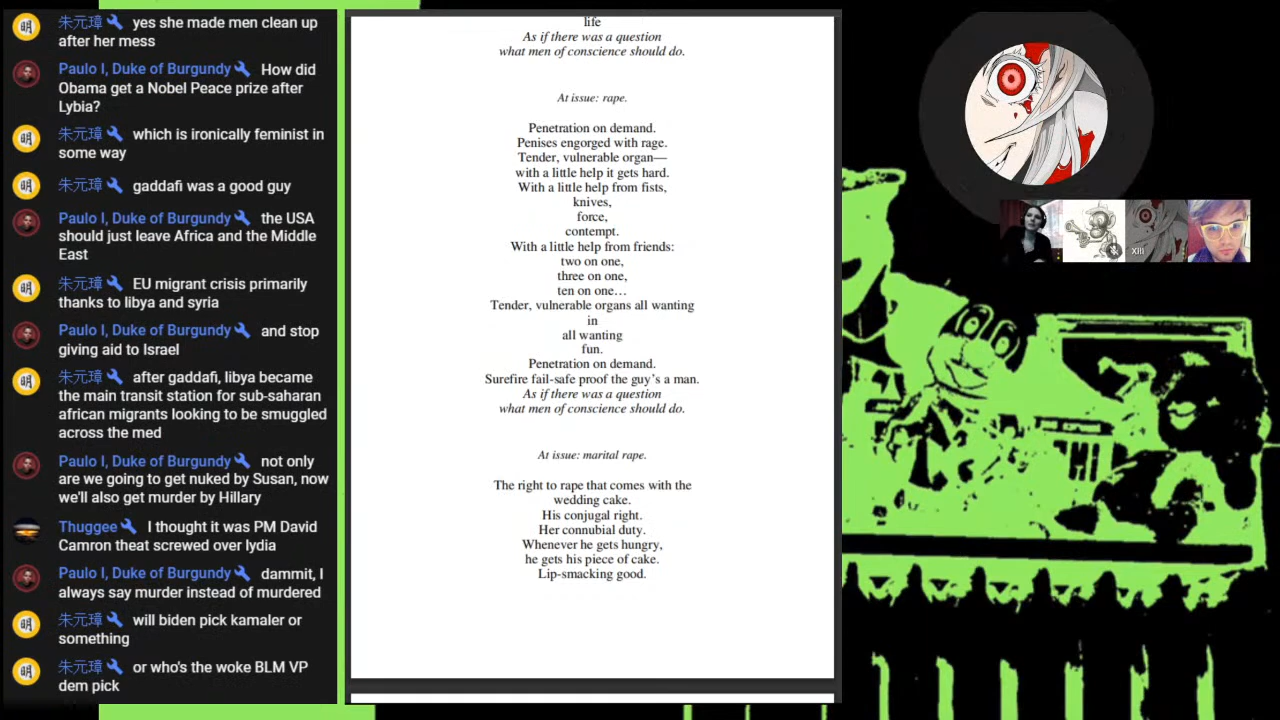 朱元璋 yes she made men clean up
after her mess
Paulo I, Duke of Burgundy How did
Obama get a Nobel Peace prize after
Lybia?
朱元璋 which is ironically feminist in
some way
朱元璋 gaddafi was a good guy
Paulo I, Duke of Burgundy the USA
should just leave Africa and the Middle
East
朱元璋 EU migrant crisis primarily
thanks to libya and syria
Paulo I, Duke of Burgundy and stop
giving aid to Israel
朱元璋 after gaddafi, libya became
the main transit station for sub-saharan
african migrants looking to be smuggled
across the med
Paulo I, Duke of Burgundy not only
are we going to get nuked by Susan, now
we'll also get murder by Hillary
Thuggee I thought it was PM David
Camron theat screwed over lydia
Paulo I, Duke of Burgundy dammit, I
always say murder instead of murdered
朱元璋 will biden pick kamaler or
something
朱元璋 or who's the woke BLM VP
dem pick
明
明
明
明
明
明
明
life
As if there was a question
what men of conscience should do.
At issue: rape.
Penetration on demand.
Penises engorged with rage.
Tender, vulnerable organ—
with a little help it gets hard.
With a little help from fists,
knives,
force,
contempt.
With a little help from friends:
two on one,
three on one,
ten on one…
Tender, vulnerable organs all wanting
in
all wanting
fun.
Penetration on demand.
Surefire fail-safe proof the guy's a man.
As if there was a question
what men of conscience should do.
At issue: marital rape.
The right to rape that comes with the
wedding cake.
His conjugal right.
Her connubial duty.
Whenever he gets hungry,
he gets his piece of cake.
Lip-smacking good.
XIII